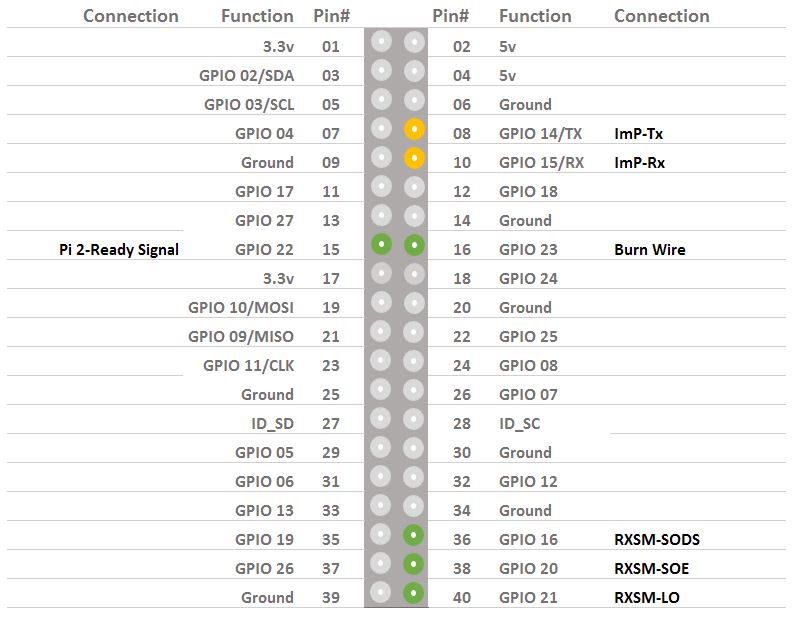 Connection Function Pin# Pin# Function Connection
3.3v 01 02 5v
GPIO 02/SDA 03 04 5v
GPIO 03/SCL 05 06 Ground
GPIO 04 07 08 GPIO 14/TX ImP-Tx
Ground 09 10 GPIO 15/RX ImP-Rx
GPIO 17 11 12 GPIO 18
GPIO 27 13 14 Ground
Pi 2-Ready Signal GPIO 22 15 16 GPIO 23 Burn Wire
3.3v 17 18 GPIO 24
GPIO 10/MOSI 19 20 Ground
GPIO 09/MISO 21 22 GPIO 25
GPIO 11/CLK 23 24 GPIO 08
Ground 25 26 GPIO 07
ID_SD 27 28 ID_SC
GPIO 05 29 30 Ground
GPIO 06 31 32 GPIO 12
GPIO 13 33 34 Ground
GPIO 19 35 36 GPIO 16 RXSM-SODS
GPIO 26 37 38 GPIO 20 RXSM-SOE
Ground 39 40 GPIO 21 RXSM-LO